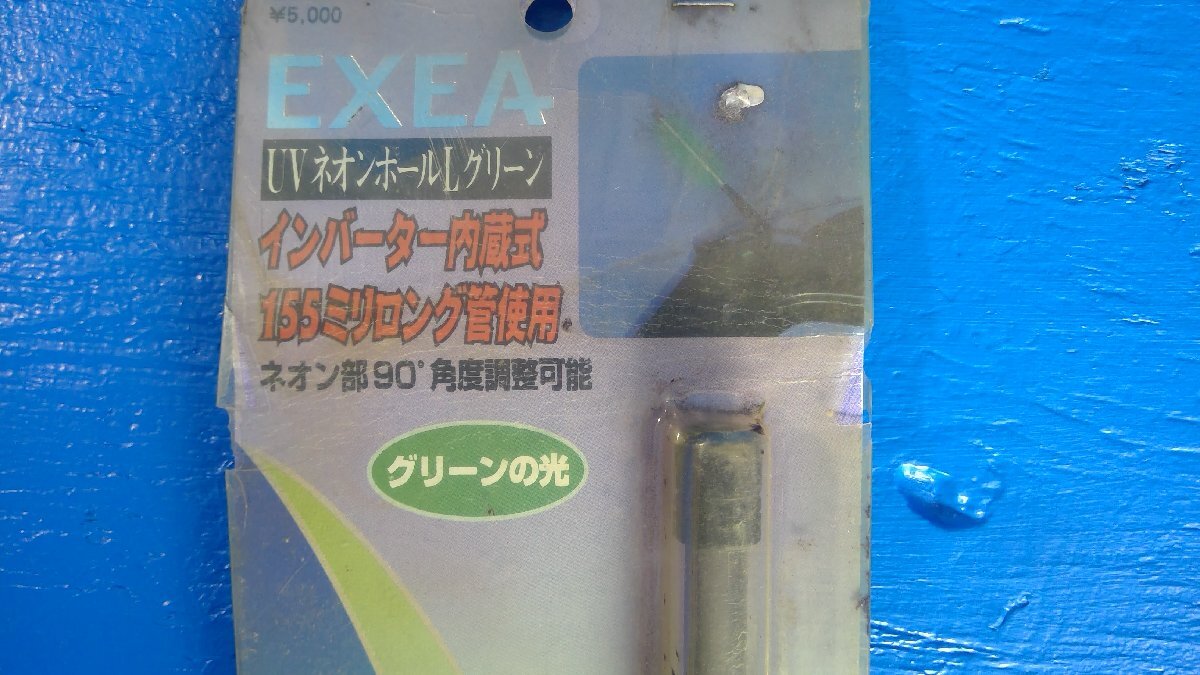 ¥5,000
EXEA
UVネオンホールLグリーン
インバーター内蔵式
155ミリロング管使用
ネオン部90°角度調整可能
グリーンの光